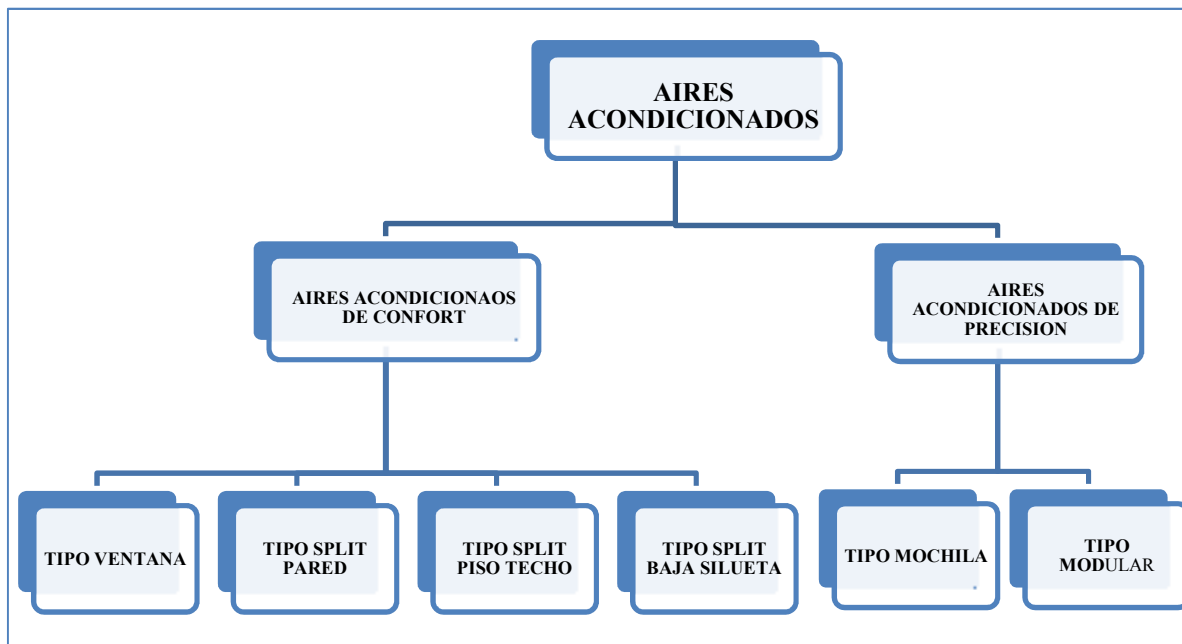 AIRES
ACONDICIONADOS
AIRES ACONDICIONAOS
DE CONFORT
.
AIRES
ACONDICIONADOS DE
PRECISION
TIPO VENTANA
TIPO SPLIT
PARED
TIPO SPLIT
PISO TECHO
TIPO SPLIT
BAJA SILUETA
TIPO MOCHILA
.
TIPO
MODULAR